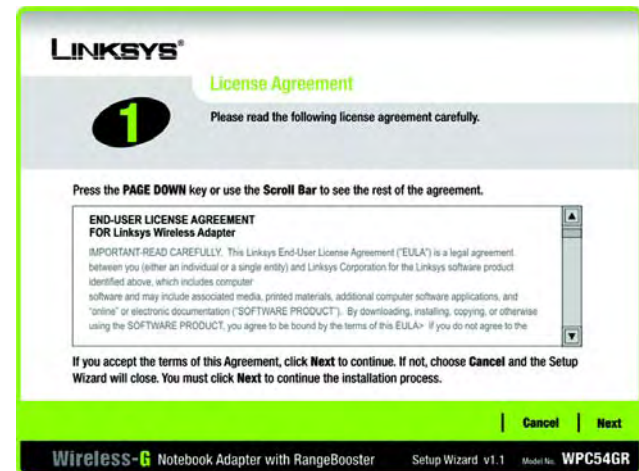 LINKSYS®
License Agreement
1
Please read the following license agreement carefully.
Press the PAGE DOWN key or use the Scroll Bar to see the rest of the agreement.
END-USER LICENSE AGREEMENT
FOR Linksys Wireless Adapter
IMPORTANT-READ CAREFULLY. This Linksys End-User License Agreement ("EULA") is a legal agreement
between you (either an individual or a single entity) and Linksys Corporation for the Linksys software product
identified above, which includes computer
software and may include associated media, printed materials, additional computer software applications, and
"online" or electronic documentation ("SOFTWARE PRODUCT"). By downloading, installing, copying, or otherwise
using the SOFTWARE PRODUCT, you agree to be bound by the terms of this EULA> If you do not agree to the
If you accept the terms of this Agreement, click Next to continue. If not, choose Cancel and the Setup
Wizard will close. You must click Next to continue the installation process.
Cancel Next
Wireless-G Notebook Adapter with RangeBooster Setup Wizard v1.1 Model No. WPC54GR